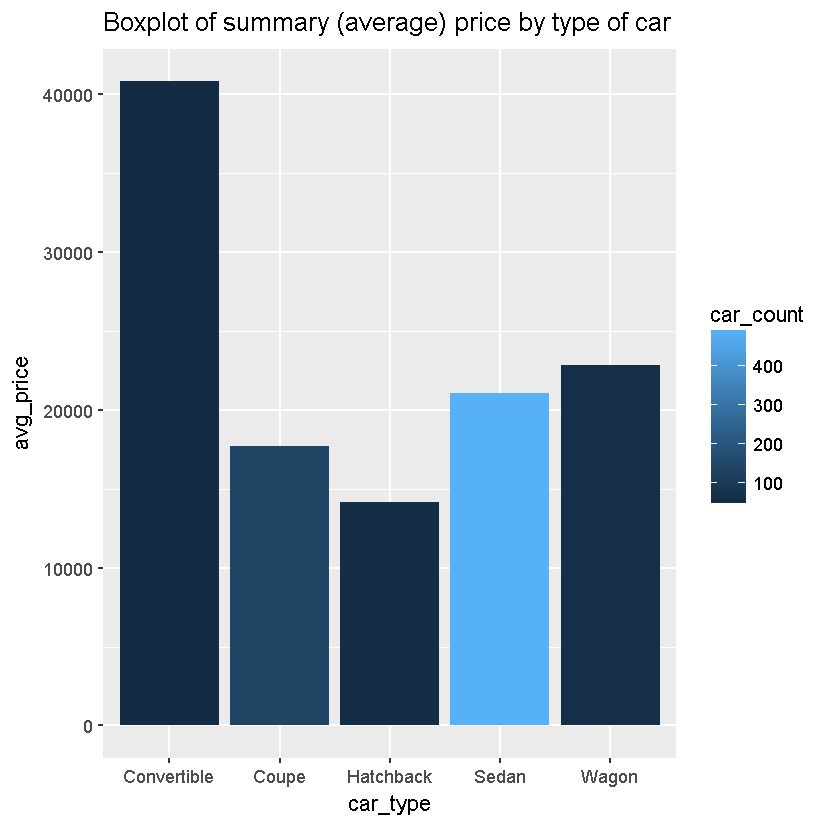 Boxplot of summary (average) price by type of car
avg_price
40000
30000
20000
10000
0
Convertible
Coupe
Hatchback
Sedan
Wagon
car_type
car_count
400
300
200
100